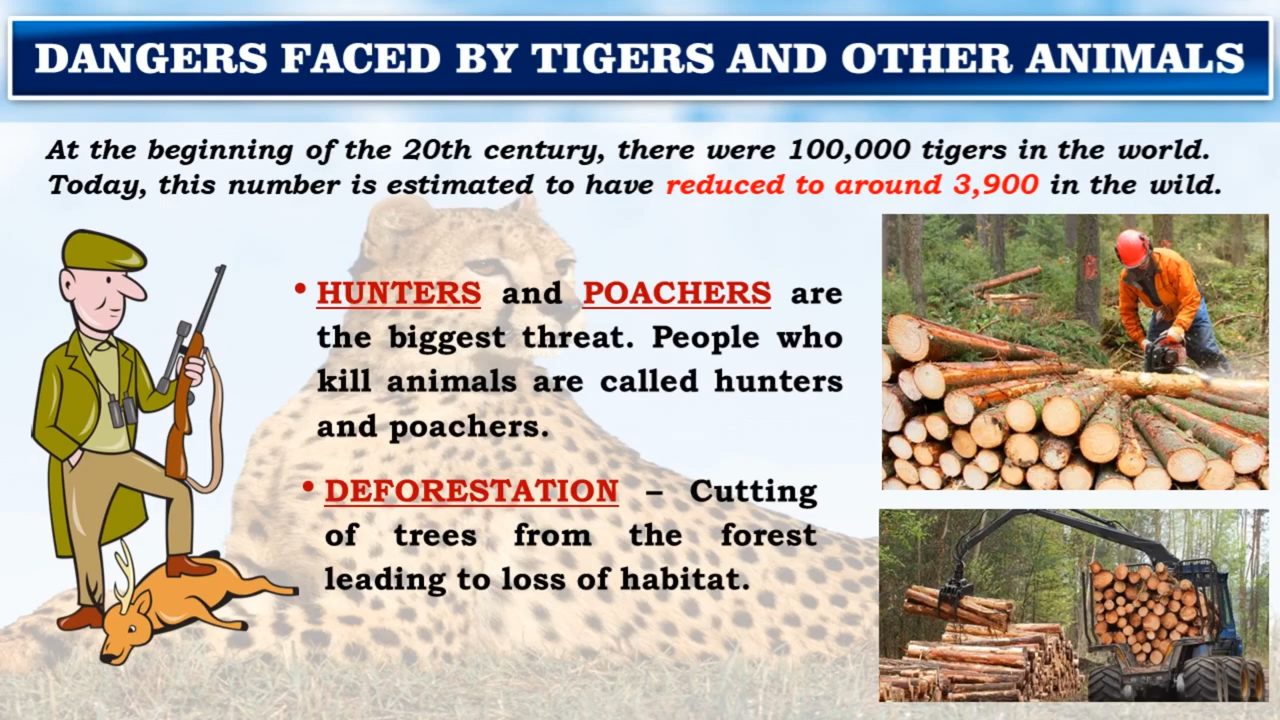 DANGERS FACED BY TIGERS AND OTHER ANIMALS
At the beginning of the 20th century, there were 100,000 tigers in the world.
Today, this number is estimated to have reduced to around 3,900 in the wild.
• HUNTERS and POACHERS are
the biggest threat. People who
kill animals are called hunters
and poachers.
• DEFORESTATION – Cutting
of trees from the forest
leading to loss of habitat.